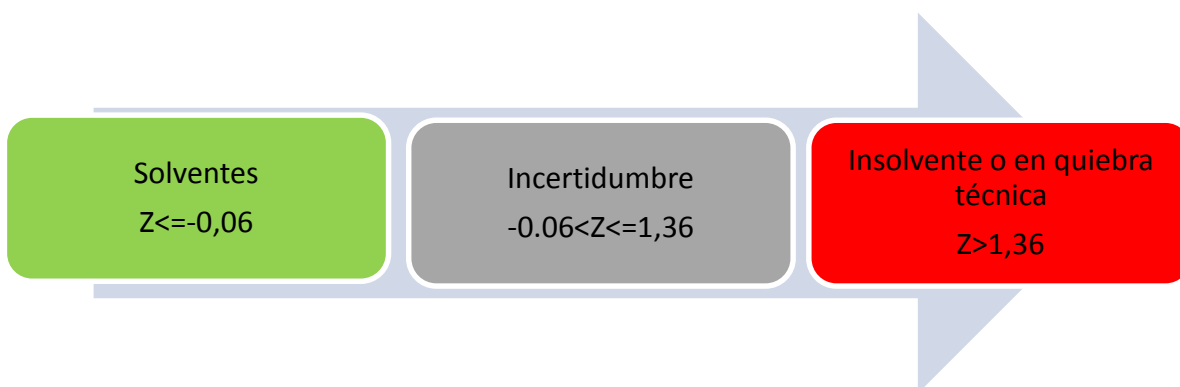 Solventes
Z<=-0,06
Incertidumbre
-0.06<Z<=1,36
Insolvente o en quiebra
técnica
Z>1,36